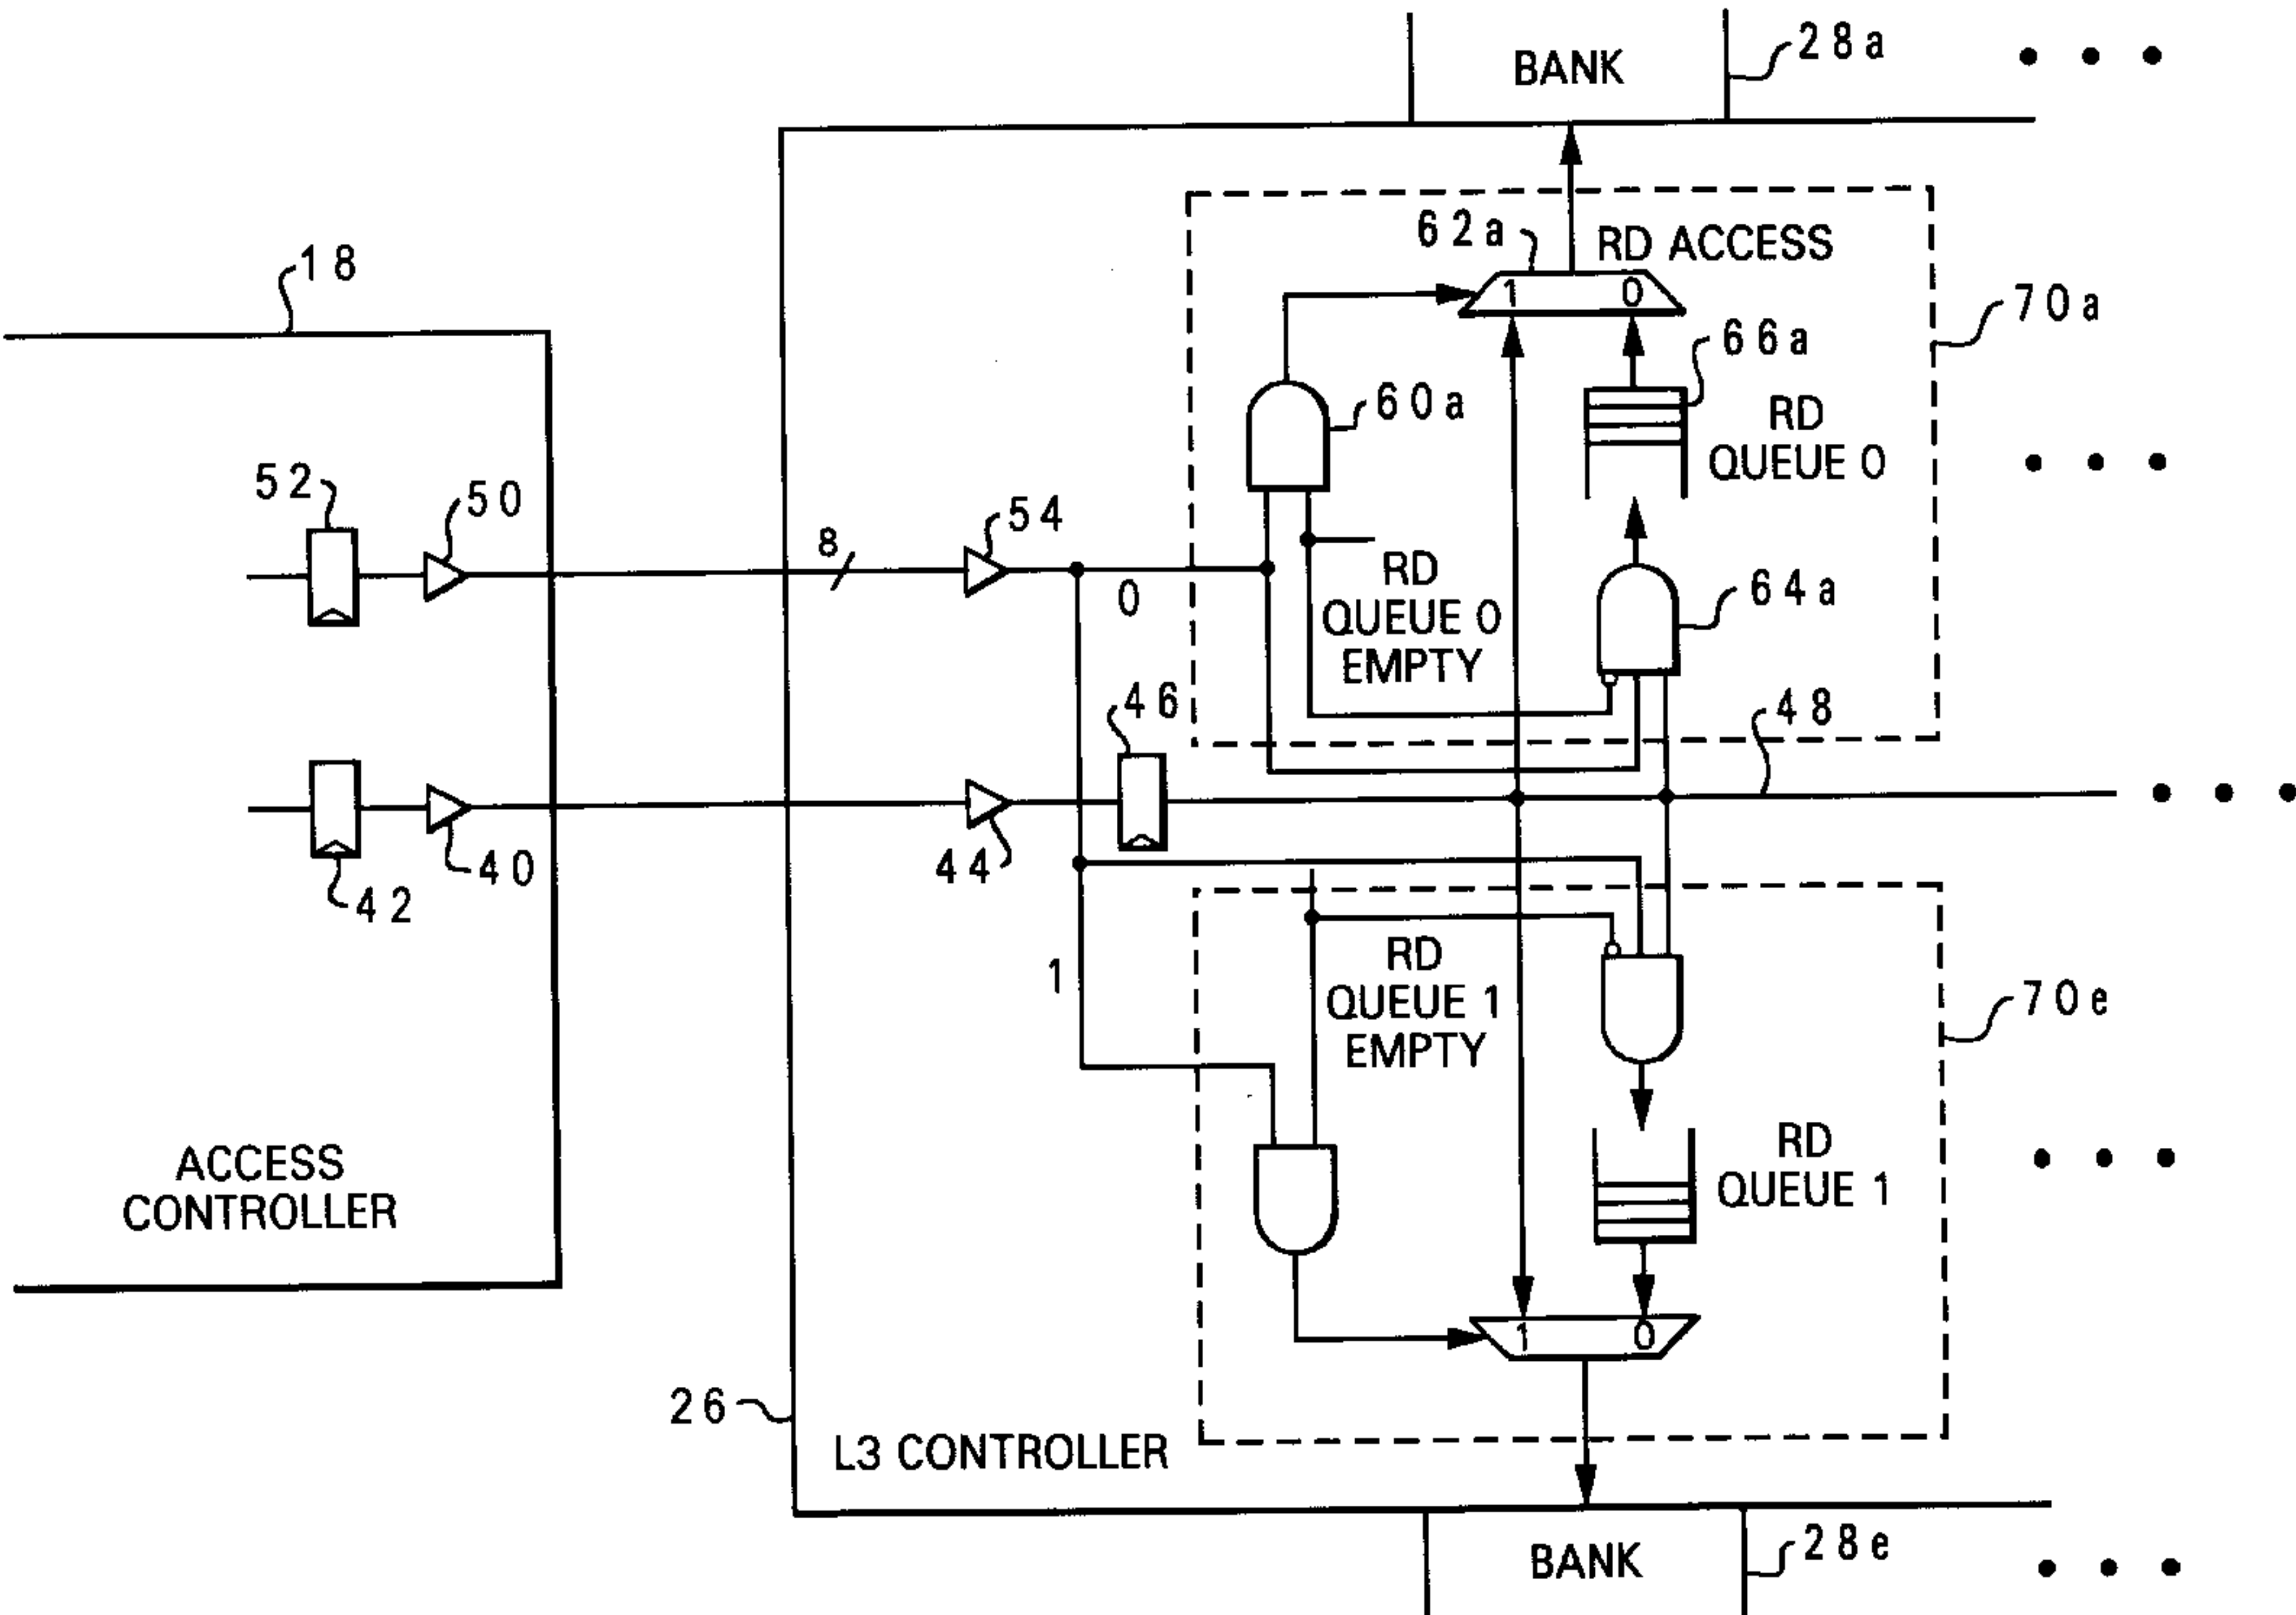 BANK
28a
18
62a
RD ACCESS
1 0
70a
66a
60a
RD
QUEUE 0
52
50
8
54
0
RD
QUEUE 0
EMPTY
64a
46
48
42
40
44
1
RD
QUEUE 1
EMPTY
70e
ACCESS
CONTROLLER
RD
QUEUE 1
1 0
26
L3 CONTROLLER
BANK
28e